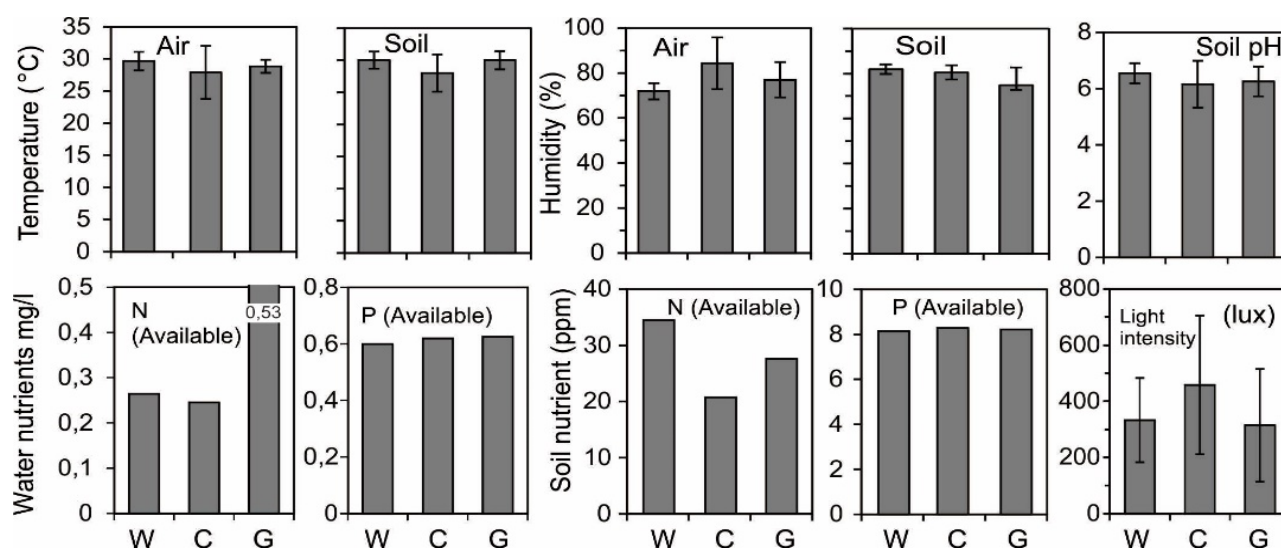 Temperature (°C)
35
30
25
20
15
10
5
0
Air
Soil
Humidity (%)
100
80
60
40
20
0
Air
Soil
8
6
4
2
0
Soil pH
Water nutrients mg/l
0,5
0,4
0,3
0,2
0,1
0
N
(Available)
0,53
W C G
0,8
0,6
0,4
0,2
0
P (Available)
W C G
Soil nutrient (ppm)
40
30
20
10
0
N (Available)
W C G
10
8
6
4
2
0
P (Available)
W C G
800
600
400
200
0
Light
intensity
(lux)
W C G